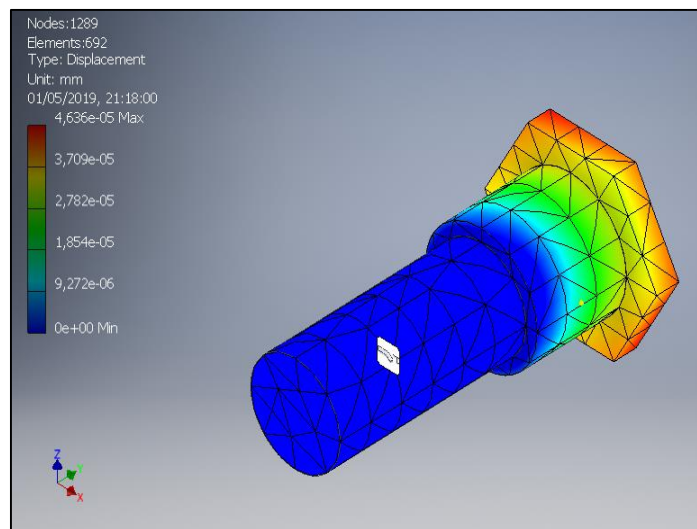 Nodes:1289
Elements:692
Type: Displacement
Unit: mm
01/05/2019, 21:18:00
4,636e-05 Max
3,709e-05
2,782e-05
1,854e-05
9,272e-06
0e+00 Min
Z
Y
X